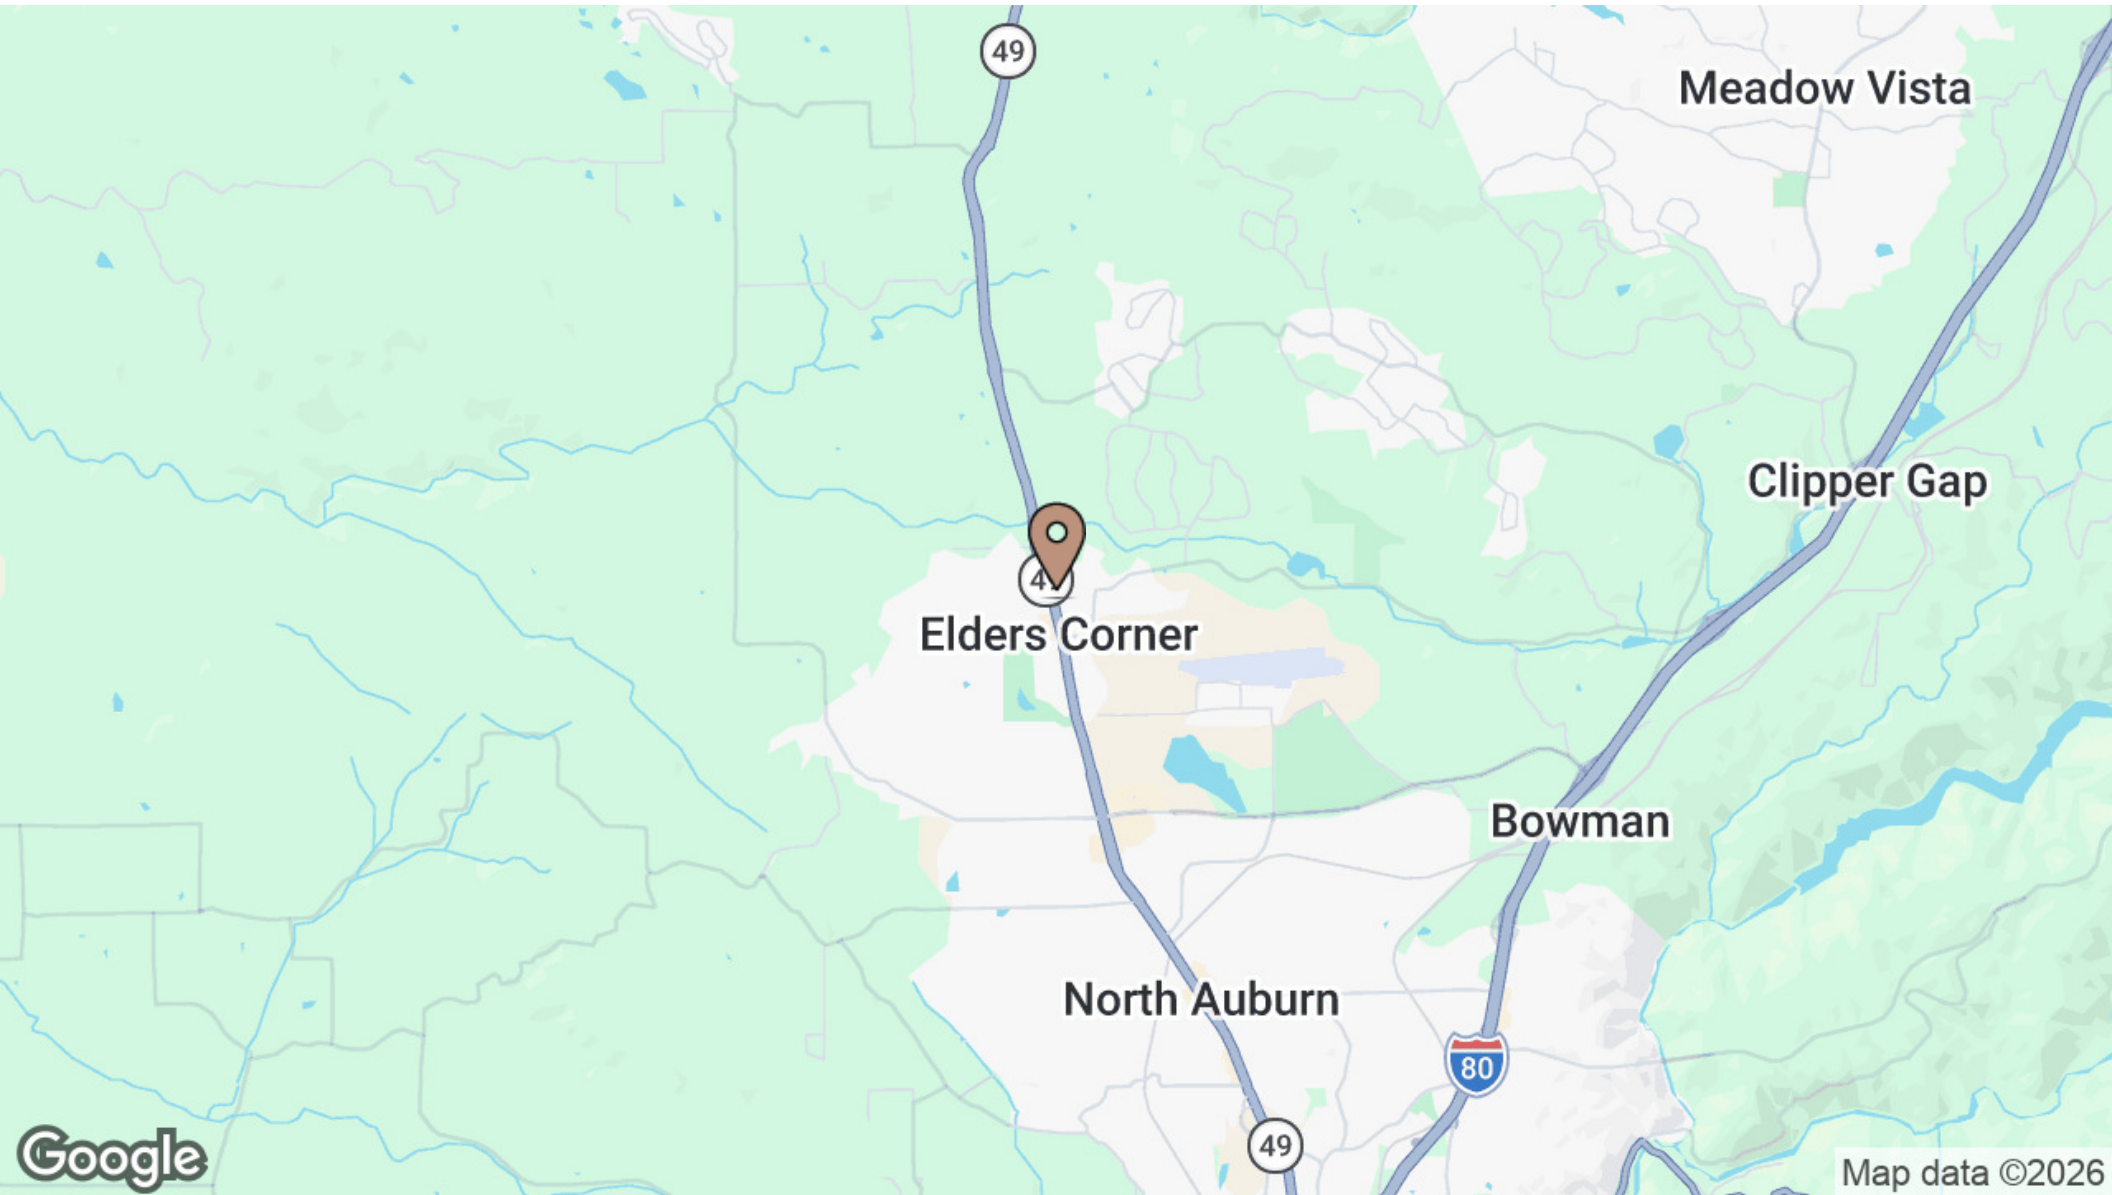 49
Meadow Vista
Clipper Gap
Elders Corner
Bowman
North Auburn
80
49
Google
Map data ©2026